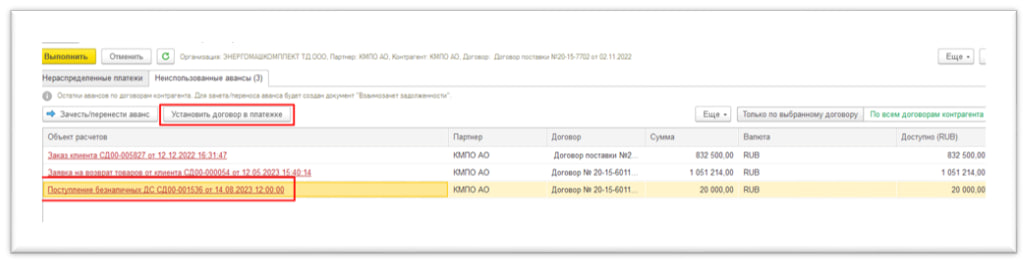 Выполнить Отменить Организация: ЭНЕРГОМАШКОМПЛЕКТ ТД ООО, Партнер: КМПО АО, Контрагент: КМПО АО, Договор: Договор поставки №20-15-7702 от 02.11.2022 Еще
Нераспределенные платежи Неиспользованные авансы (3)
Остатки авансов по договорам контрагента. Для зачета/переноса аванса будет создан документ "Взаимозачет задолженности".
Зачесть/перенести аванс Установить договор в платежке Еще Только по выбранному договору По всем договорам контрагента
Объект расчетов Партнер Договор Сумма Валюта Доступно (RUB)
Заказ клиента СД00-005827 от 12.12.2022 16:31:47 КМПО АО Договор поставки №2... 832 500,00 RUB 832 500,00
Заявка на возврат товаров от клиента СД00-000054 от 12.05.2023 15:40:14 КМПО АО Договор № 20-15-6011... 1 051 214,00 RUB 1 051 214,00
Поступление безналичных ДС СД00-001536 от 14.08.2023 12:00:00 КМПО АО Договор № 20-15-6011... 20 000,00 RUB 20 000,00